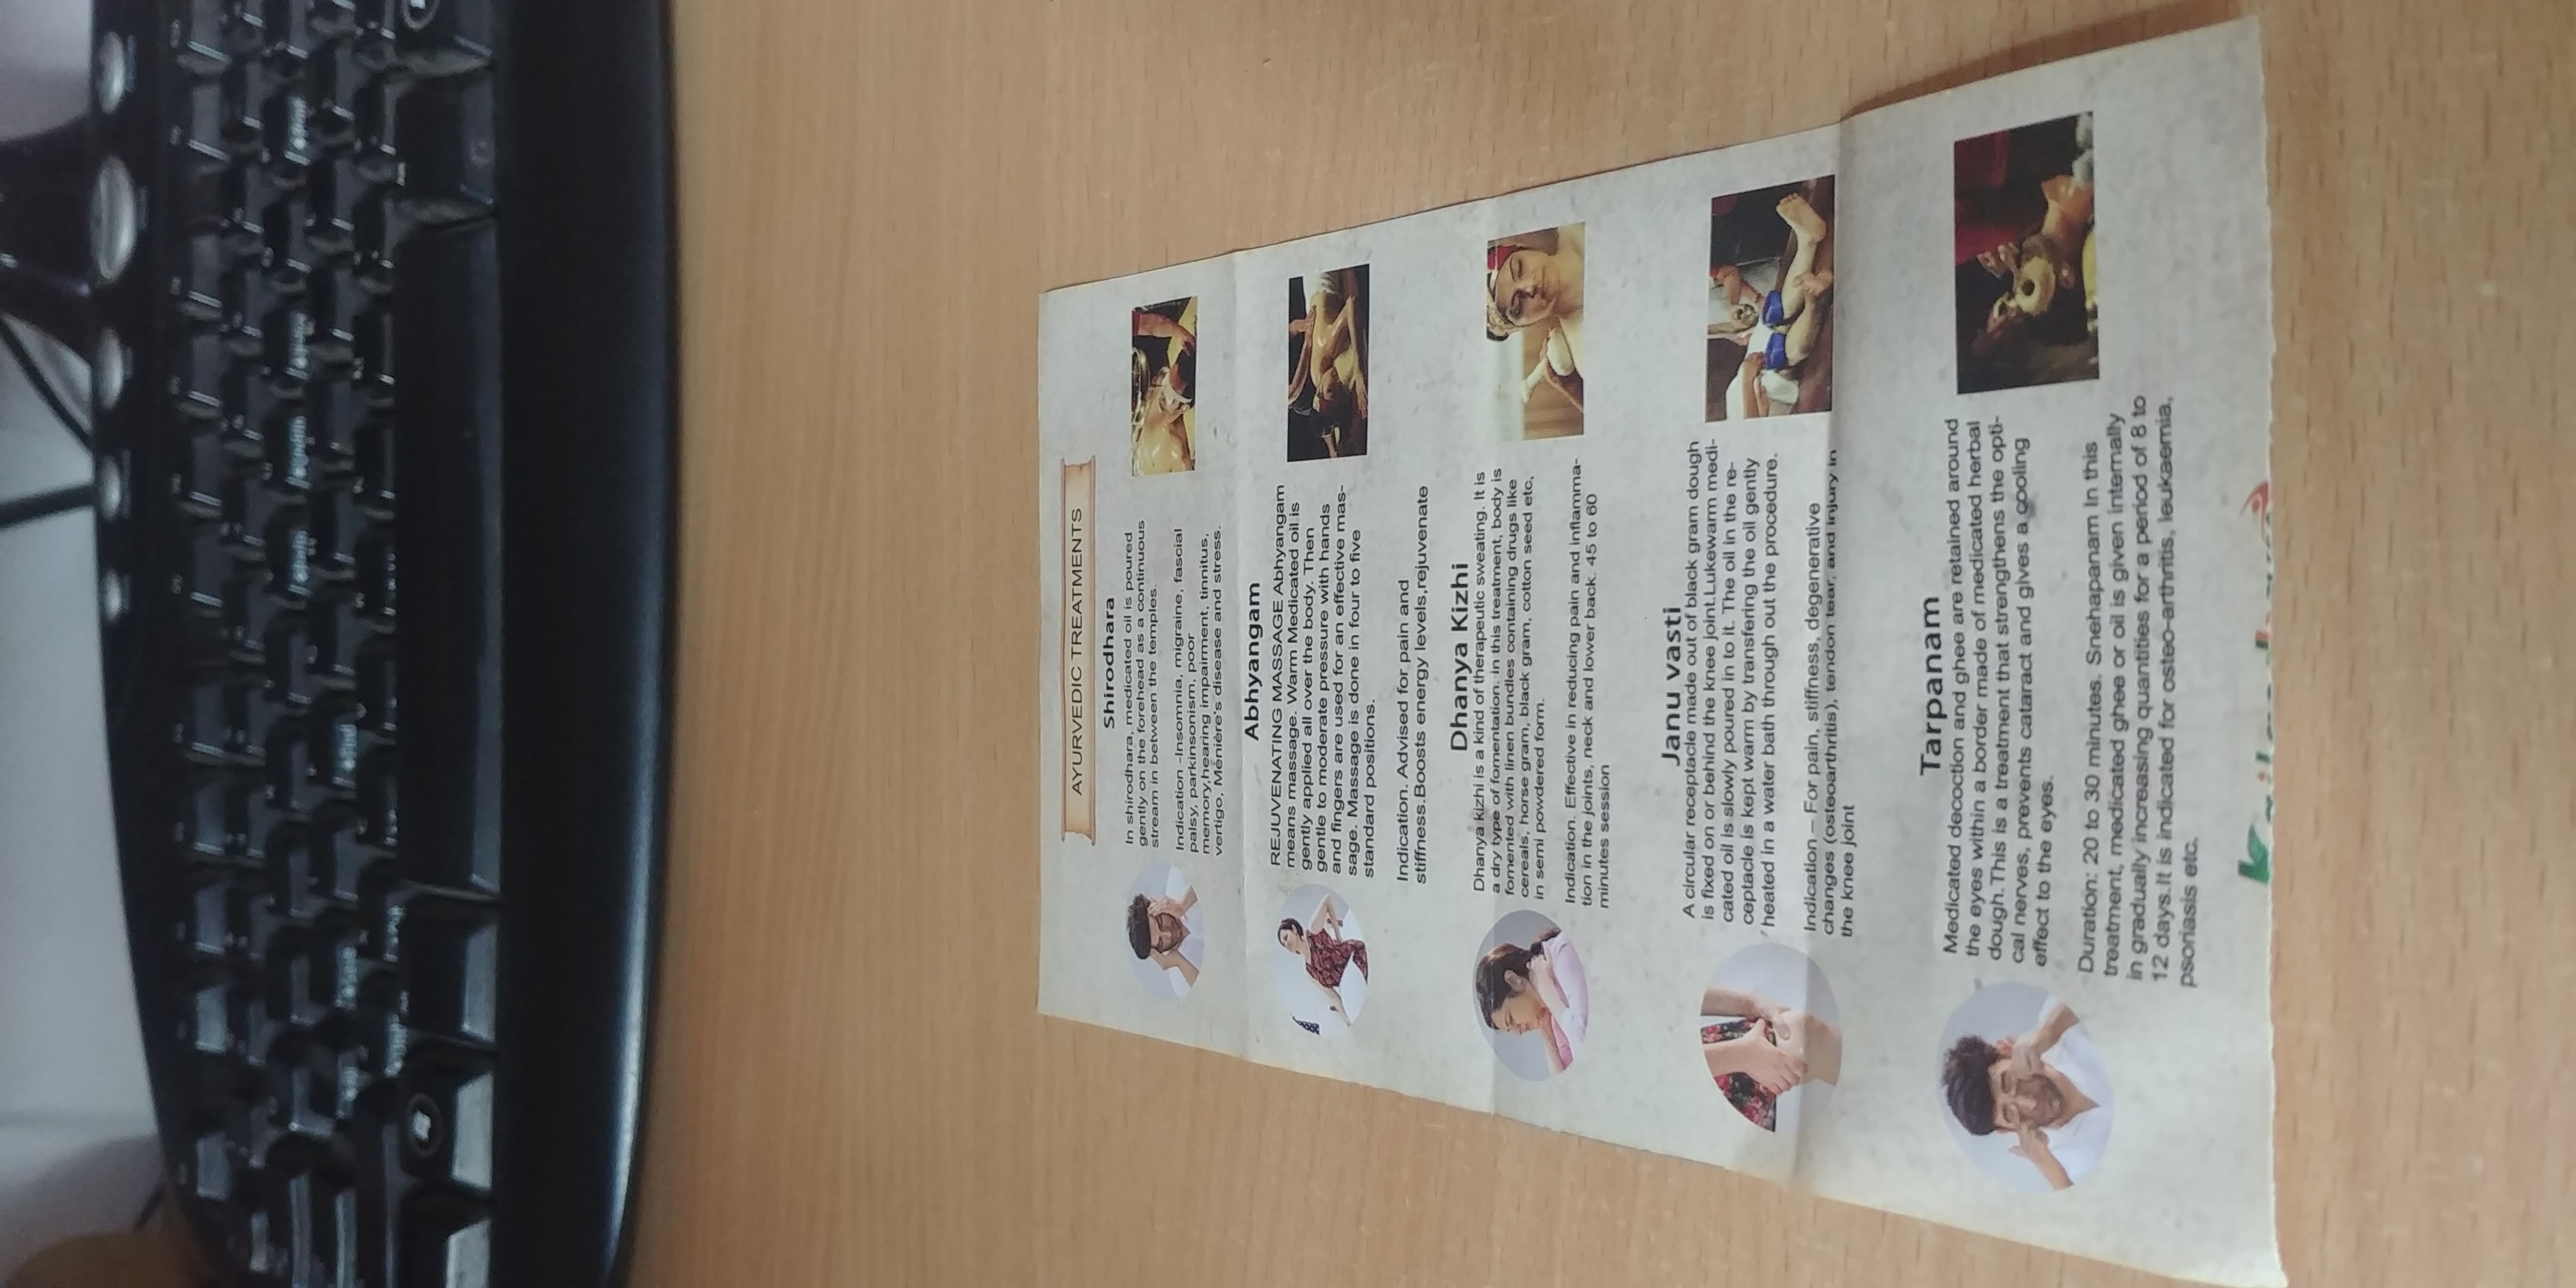 AYURVEDIC TREATMENTS
Shirodhara
In shirodhara, medicated oil is poured
gently on the forehead as a continuous
stream in between the temples.
Indication -Insomnia, migraine, fascial
palsy, parkinsonism, poor
memory,hearing impairment, tinnitus,
vertigo, Ménière's disease and stress.
Abhyangam
REJUVENATING MASSAGE Abhyangam
means massage. Warm Medicated oil is
gently applied all over the body. Then
gentle to moderate pressure with hands
and fingers are used for an effective mas-
sage. Massage is done in four to five
standard positions.
Indication. Advised for pain and
stiffness.Boosts energy levels,rejuvenate
Dhanya Kizhi
Dhanya kizhi is a kind of therapeutic sweating. It is
a dry type of fomentation. In this treatment, body is
fomented with linen bundles containing drugs like
cereals, horse gram, black gram, cotton seed etc,
in semi powdered form.
Indication. Effective in reducing pain and inflamma-
tion in the joints, neck and lower back. 45 to 60
minutes session
Janu vasti
A circular receptacle made out of black gram dough
is fixed on or behind the knee joint.Lukewarm medi-
cated oil is slowly poured in to it. The oil in the re-
ceptacle is kept warm by transfering the oil gently
heated in a water bath through out the procedure.
Indication – For pain, stiffness, degenerative
changes (osteoarthritis), tendon tear, and injury in
the knee joint
Tarpanam
Medicated decoction and ghee are retained around
the eyes within a border made of medicated herbal
dough.This is a treatment that strengthens the opti-
cal nerves, prevents cataract and gives a cooling
effect to the eyes.
Duration: 20 to 30 minutes. Snehapanam In this
treatment, medicated ghee or oil is given internally
in gradually increasing quantities for a period of 8 to
12 days.It is indicated for osteo-arthritis, leukaemia,
psoriasis etc.